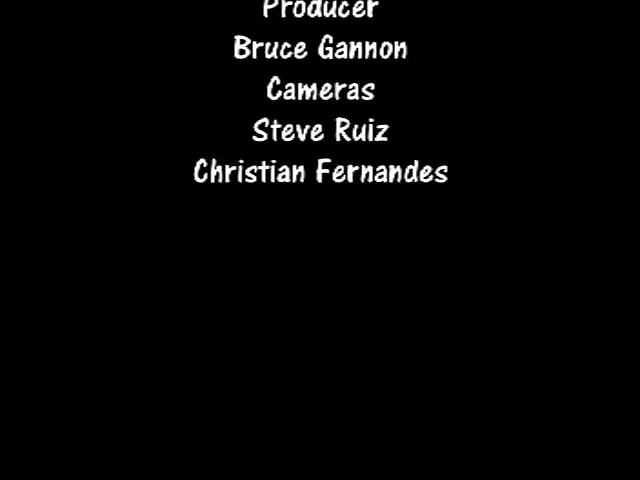 Producer
Bruce Gannon
Cameras
Steve Ruiz
Christian Fernandes